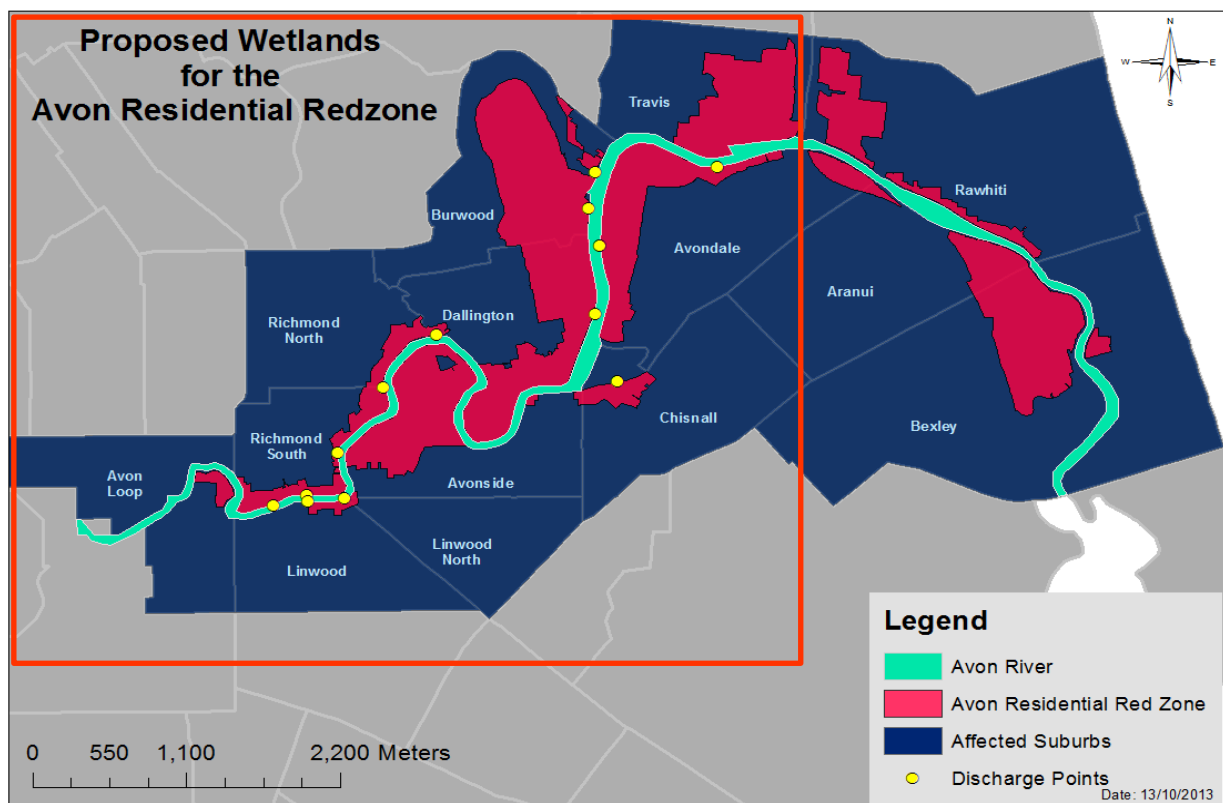 Proposed Wetlands
for the
Avon Residential Redzone
N
W E
S
Travis
Rawhiti
Burwood
Avondale
Aranui
Dallington
Richmond
North
Chisnall
Bexley
Richmond
South
Avon
Loop
Avonside
Linwood
North
Linwood
Legend
Avon River
Avon Residential Red Zone
Affected Suburbs
Discharge Points
0 550 1,100 2,200 Meters
Date: 13/10/2013